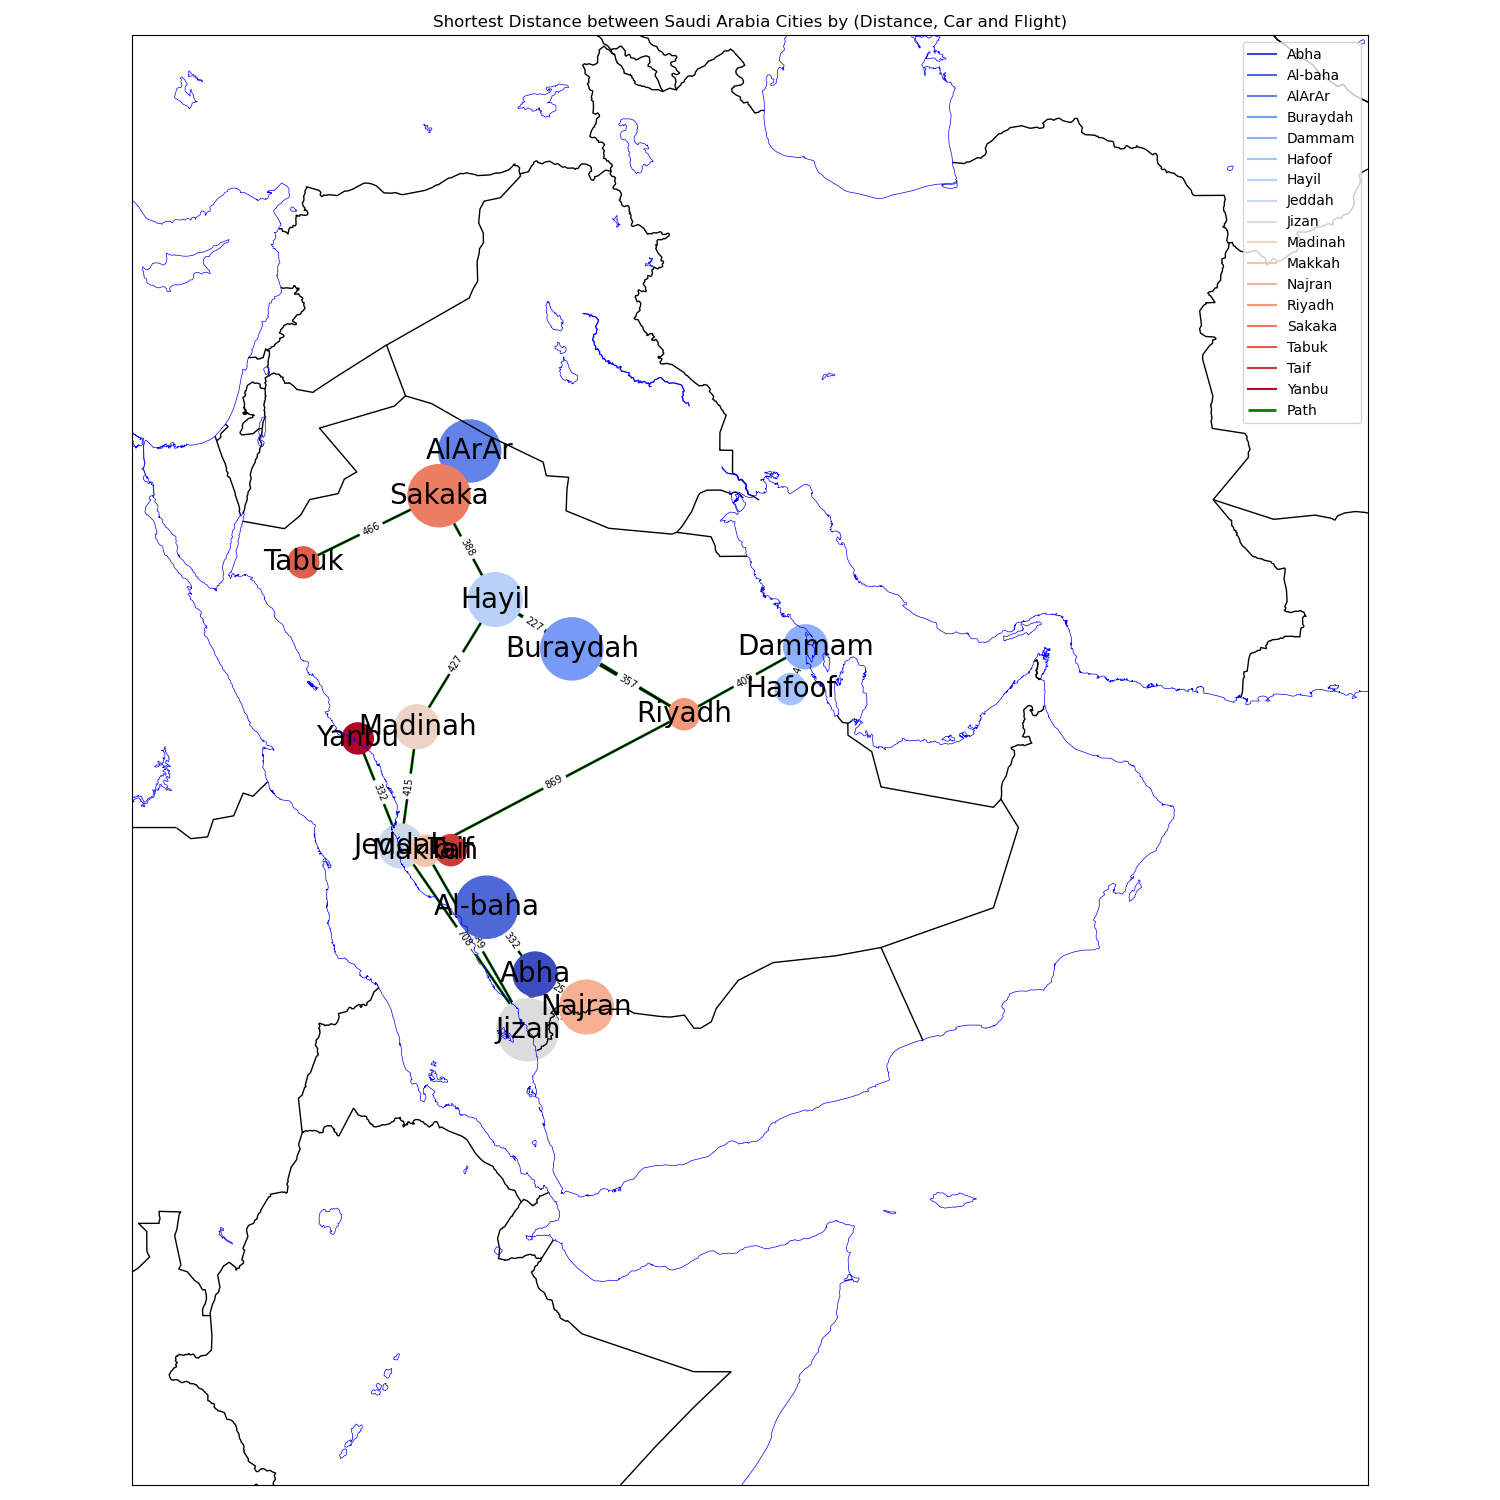 Shortest Distance between Saudi Arabia Cities by (Distance, Car and Flight)
Abha
Al-baha
AlArAr
Buraydah
Dammam
Hafoof
Hayil
Jeddah
Jizan
Madinah
Makkah
Najran
Riyadh
Sakaka
Tabuk
Taif
Yanbu
Path
AlArAr
Sakaka
466
388
Tabuk
Hayil
227
Buraydah
Dammam
427
357
409
Hafoof
Riyadh
Madinah
Yanbu
869
332
415
Jeddah
Makkah
Taif
Al-baha
708
332
Abha
Najran
Jizan